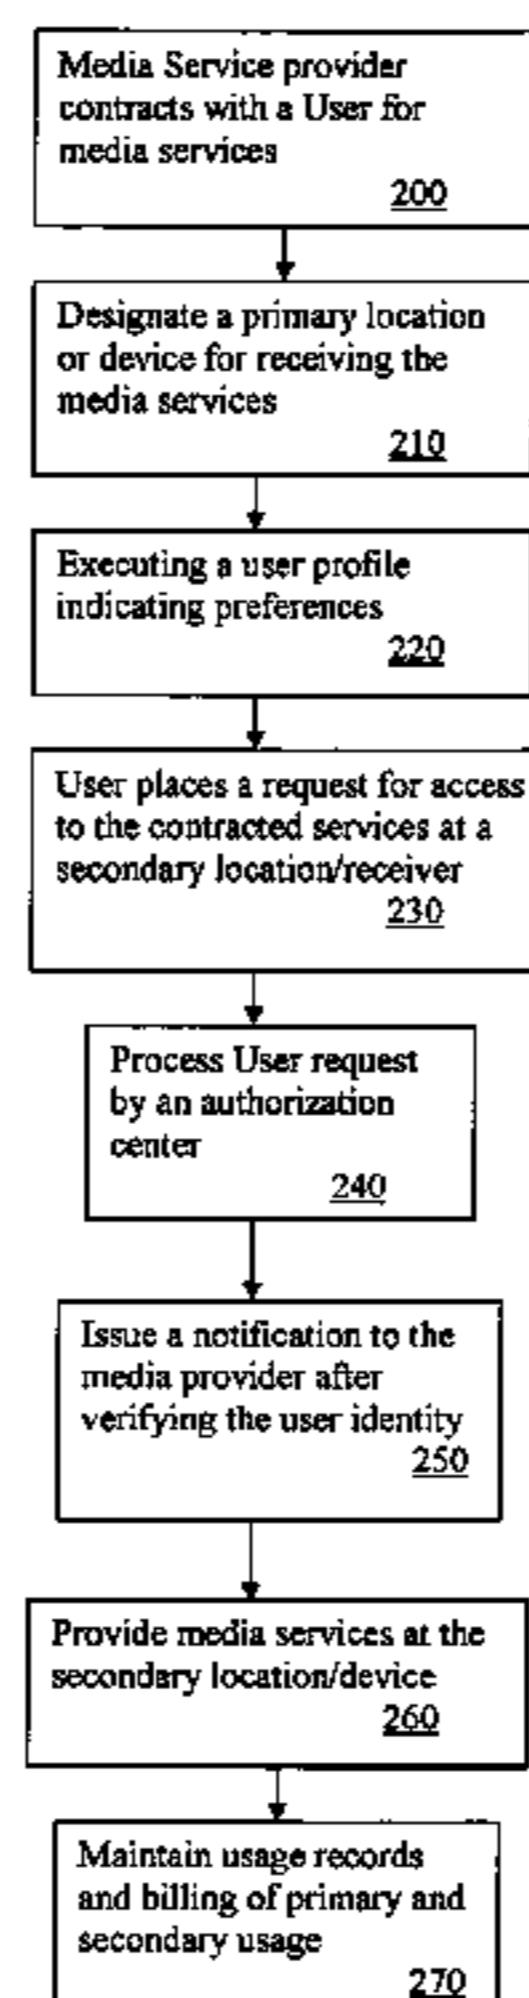 Media Service provider
contracts with a User for
media services
200
Designate a primary location
or device for receiving the
media services
210
Executing a user profile
indicating preferences
220
User places a request for access
to the contracted services at a
secondary location/receiver
230
Process User request
by an authorization
center
240
Issue a notification to the
media provider after
verifying the user identity
250
Provide media services at the
secondary location/device
260
Maintain usage records
and billing of primary and
secondary usage
270